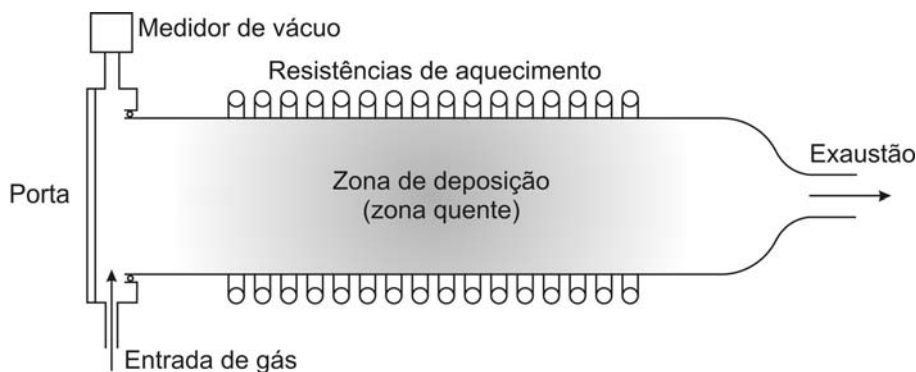 Medidor de vácuo
Resistências de aquecimento
Exaustão
Porta
Zona de deposição
(zona quente)
Entrada de gás